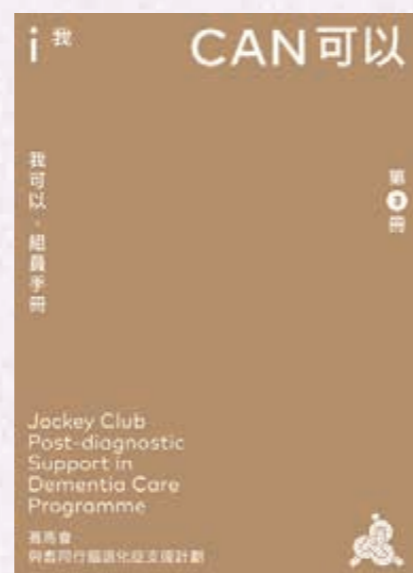 i 我 CAN可以
我可以。組員手冊
第3冊
Jockey Club
Post-diagnostic
Support in
Dementia Care
Programme
賽馬會
與耆同行腦退化症支援計劃